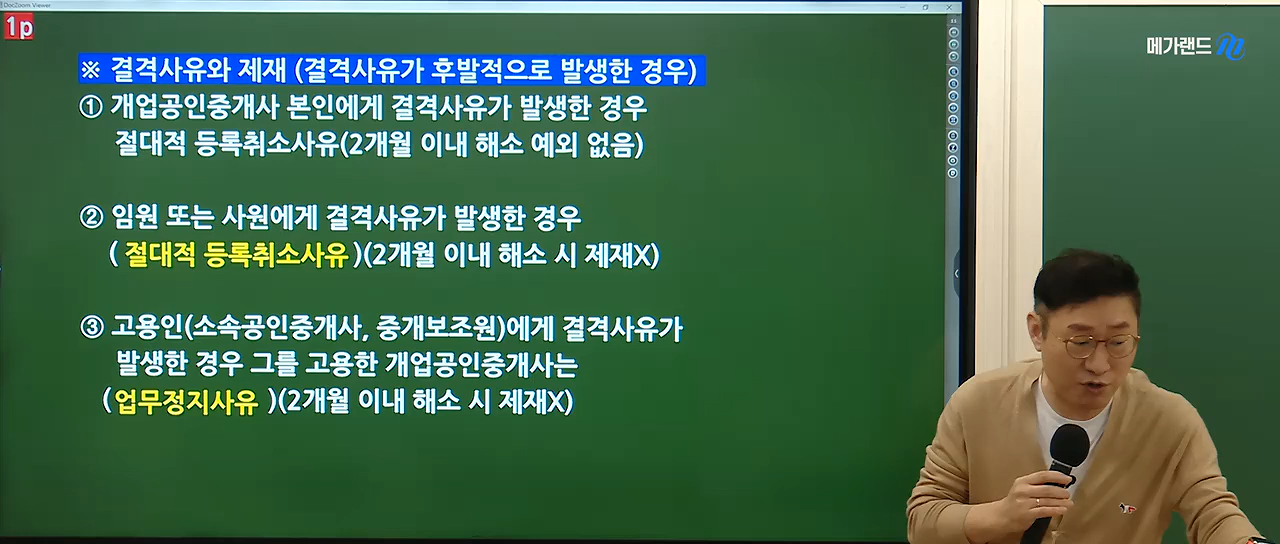 DocZoom Viewer
1p
메가랜드
※ 결격사유와 제재 (결격사유가 후발적으로 발생한 경우)
① 개업공인중개사 본인에게 결격사유가 발생한 경우
절대적 등록취소사유(2개월 이내 해소 예외 없음)
② 임원 또는 사원에게 결격사유가 발생한 경우
( 절대적 등록취소사유 )(2개월 이내 해소 시 제재X)
③ 고용인(소속공인중개사, 중개보조원)에게 결격사유가
발생한 경우 그를 고용한 개업공인중개사는
( 업무정지사유 )(2개월 이내 해소 시 제재X)